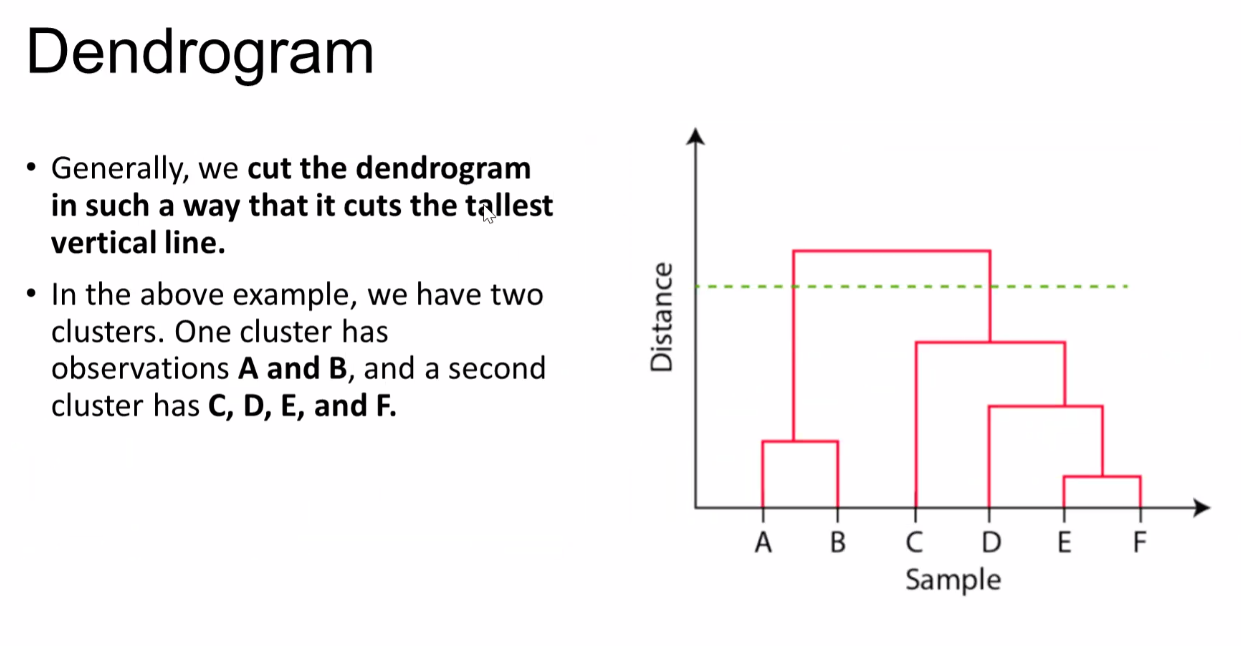 Dendrogram
• Generally, we cut the dendrogram
in such a way that it cuts the tallest
vertical line.
• In the above example, we have two
clusters. One cluster has
observations A and B, and a second
cluster has C, D, E, and F.
Distance
A B C D E F
Sample